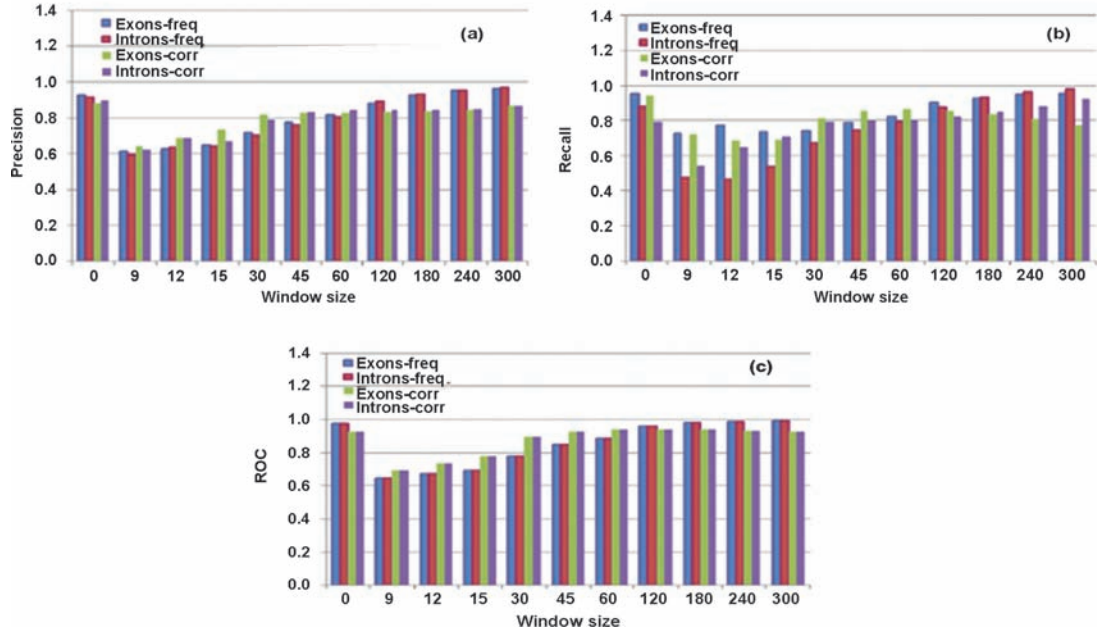 1.4
1.2
1.0
0.8
0.6
0.4
0.2
0.0
Precision
Exons-freq
Introns-freq
Exons-corr
Introns-corr
(a)
0 9 12 15 30 45 60 120 180 240 300
Window size
1.4
1.2
1.0
0.8
0.6
0.4
0.2
0.0
Recall
Exons-freq
Introns-freq
Exons-corr
Introns-corr
(b)
0 9 12 15 30 45 60 120 180 240 300
Window size
1.4
1.2
1.0
0.8
0.6
0.4
0.2
0.0
ROC
Exons-freq
Introns-freq.
Exons-corr
Introns-corr
(c)
0 9 12 15 30 45 60 120 180 240 300
Window size